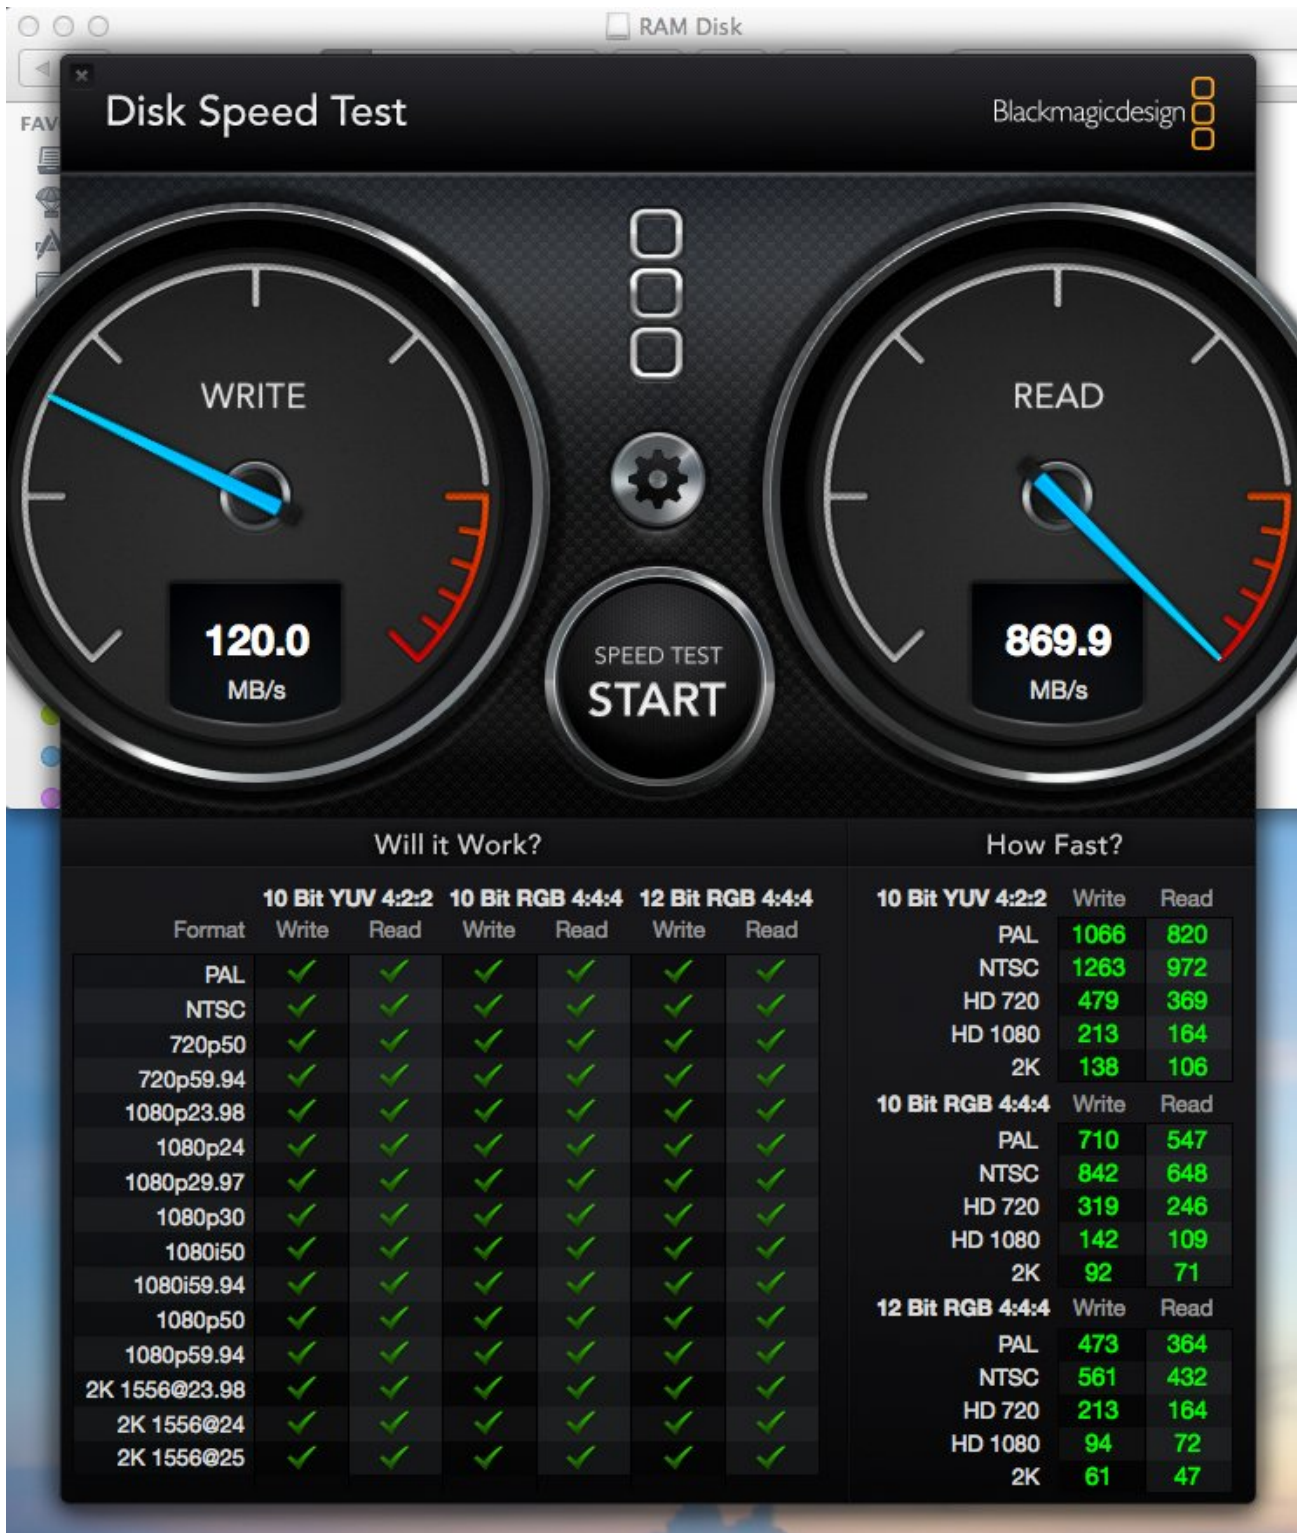 RAM Disk
FAV
Disk Speed Test
Blackmagicdesign
WRITE
120.0
MB/s
READ
869.9
MB/s
SPEED TEST
START
Will it Work?
10 Bit YUV 4:2:2 10 Bit RGB 4:4:4 12 Bit RGB 4:4:4
Format Write Read Write Read Write Read
PAL
NTSC
720p50
720p59.94
1080p23.98
1080p24
1080p29.97
1080p30
1080i50
1080i59.94
1080p50
1080p59.94
2K 1556@23.98
2K 1556@24
2K 1556@25
How Fast?
10 Bit YUV 4:2:2 Write Read
PAL 1066 820
NTSC 1263 972
HD 720 479 369
HD 1080 213 164
2K 138 106
10 Bit RGB 4:4:4 Write Read
PAL 710 547
NTSC 842 648
HD 720 319 246
HD 1080 142 109
2K 92 71
12 Bit RGB 4:4:4 Write Read
PAL 473 364
NTSC 561 432
HD 720 213 164
HD 1080 94 72
2K 61 47